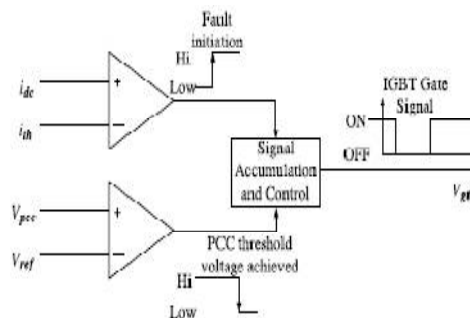 Fault
initiation
Hi
Low
i_dc
+
i_th
−
IGBT Gate
Signal
ON
OFF
Signal
Accumulation
and Control
V_pcc
+
V_ref
−
PCC threshold
voltage achieved
Hi
Low